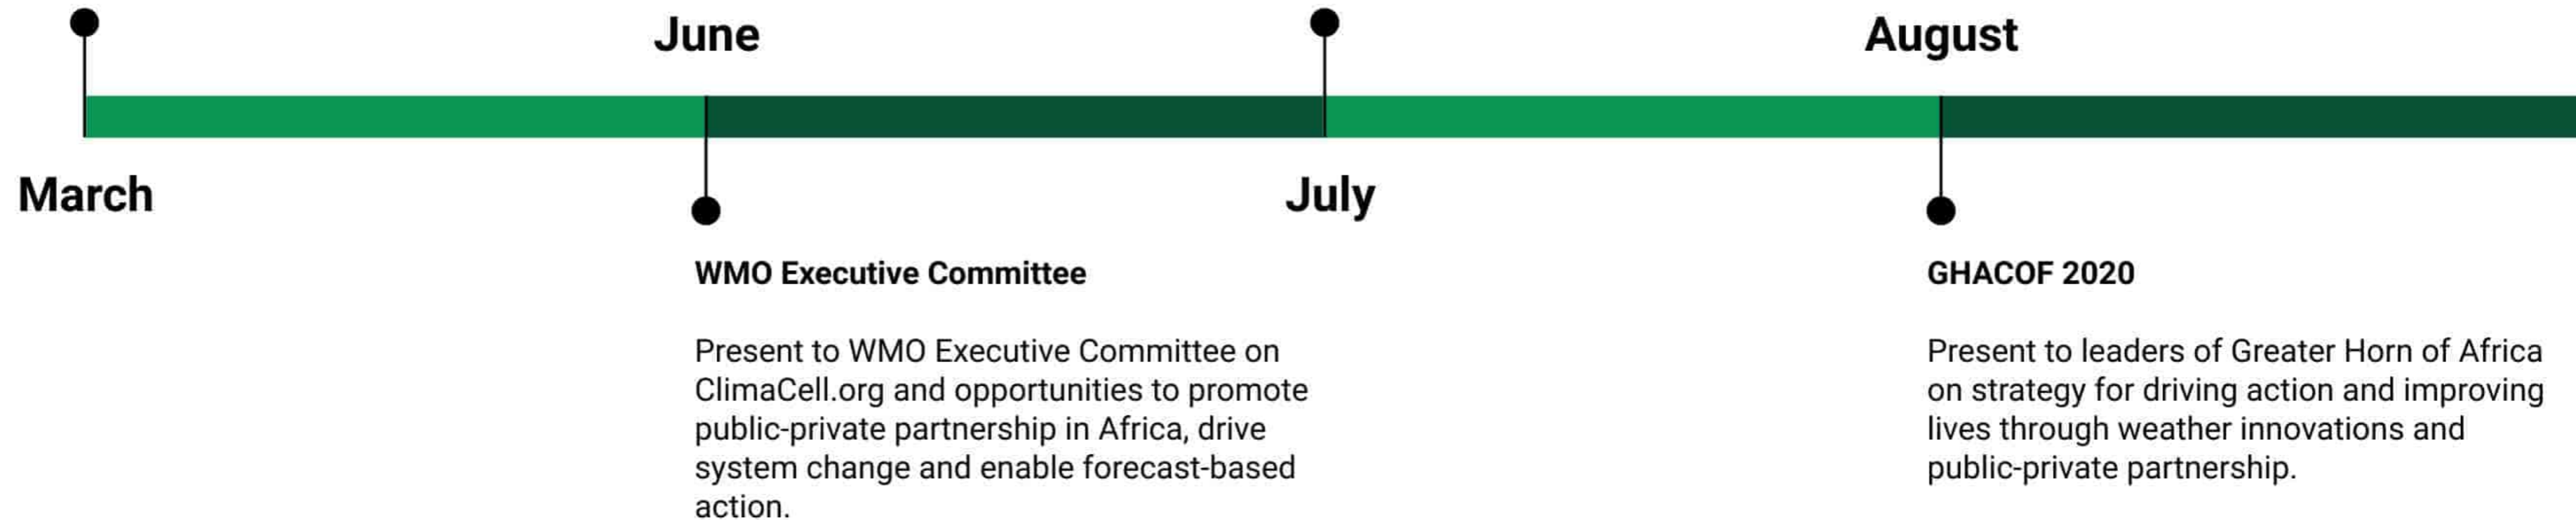 June
August
March
July
WMO Executive Committee
Present to WMO Executive Committee on
ClimaCell.org and opportunities to promote
public-private partnership in Africa, drive
system change and enable forecast-based
action.
GHACOF 2020
Present to leaders of Greater Horn of Africa
on strategy for driving action and improving
lives through weather innovations and
public-private partnership.